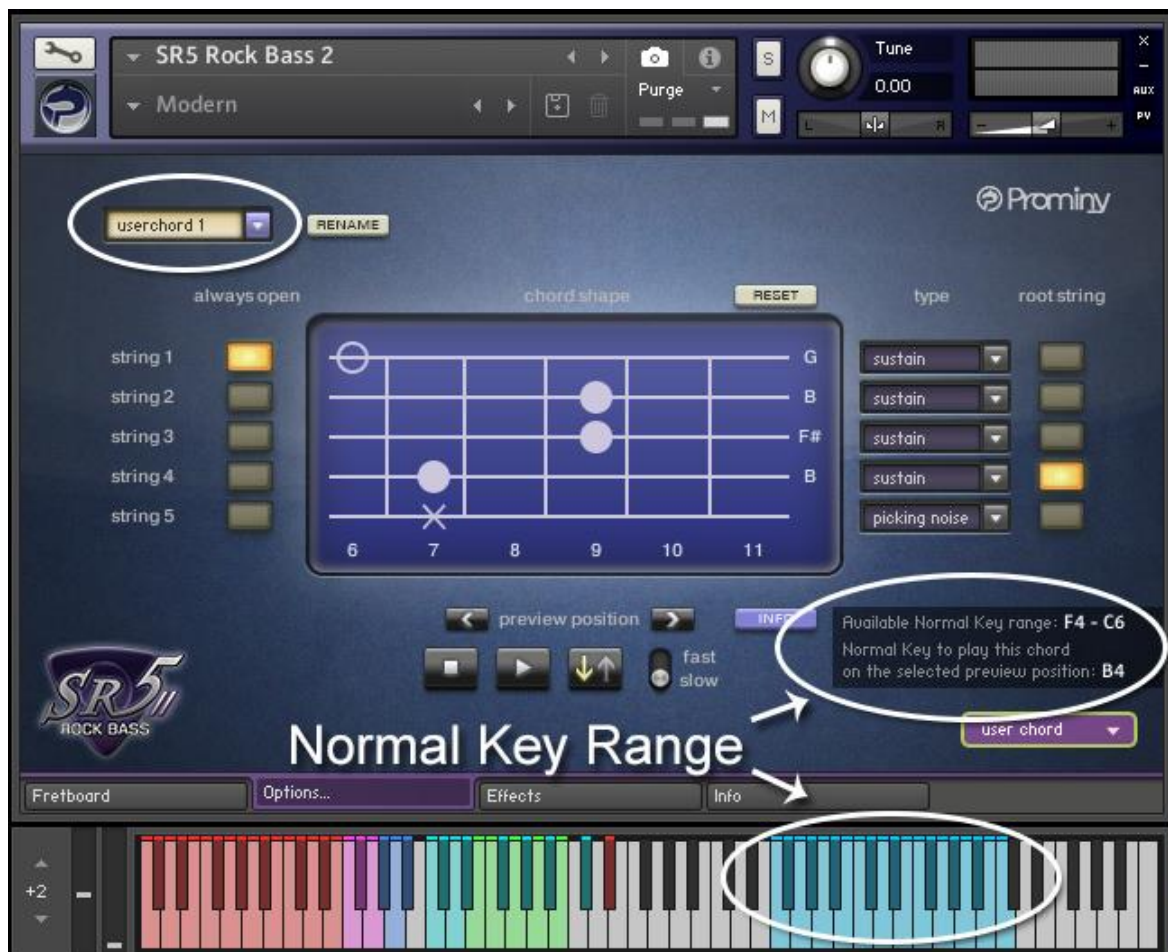 SR5 Rock Bass 2
S
Tune
0.00
×
AUX
PV
Modern
Purge
M
L
R
- +
Prominy
userchord 1
RENAME
always open
chord shape
RESET
type
root string
string 1
G
sustain
string 2
B
sustain
string 3
F#
sustain
string 4
B
sustain
string 5
picking noise
6 7 8 9 10 11
preview position
INFO
fast
slow
Available Normal Key range: F4 - C6
Normal Key to play this chord
on the selected preview position: B4
SR5 II
ROCK BASS
Normal Key Range
user chord
Fretboard
Options...
Effects
Info
+2